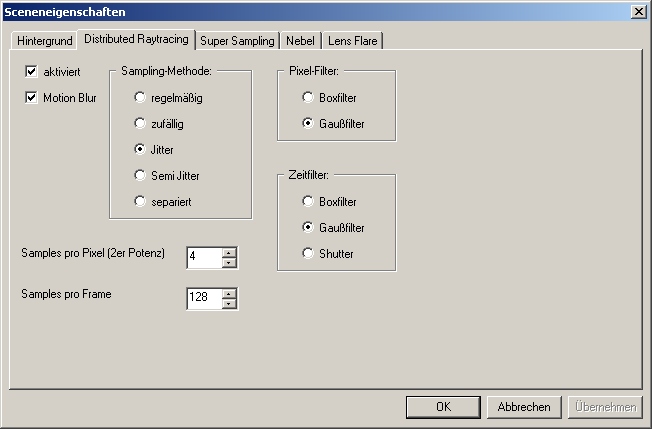 Sceneneigenschaften
Hintergrund
Distributed Raytracing
Super Sampling
Nebel
Lens Flare
aktiviert
Motion Blur
Sampling-Methode:
regelmäßig
zufällig
Jitter
Semi Jitter
separiert
Pixel-Filter:
Boxfilter
Gaußfilter
Zeitfilter:
Boxfilter
Gaußfilter
Shutter
Samples pro Pixel (2er Potenz)
4
Samples pro Frame
128
OK
Abbrechen
Übernehmen